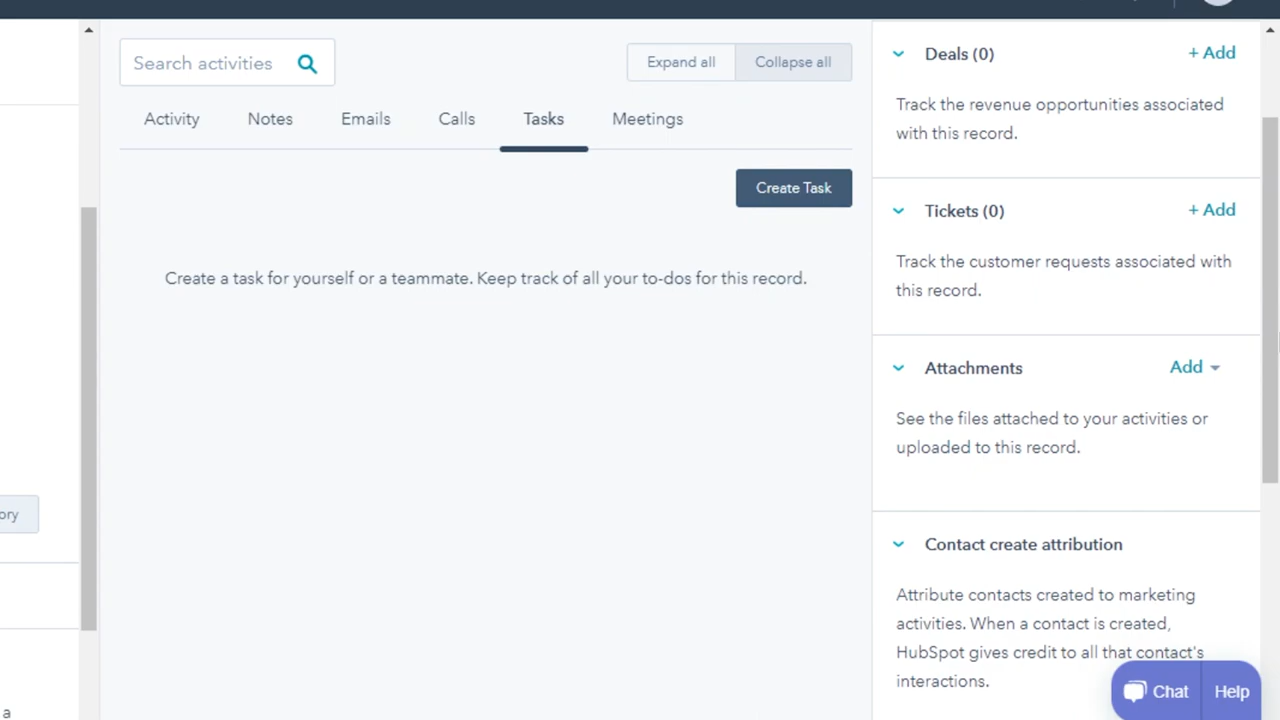 Search activities
Expand all
Collapse all
Activity
Notes
Emails
Calls
Tasks
Meetings
Create Task
Create a task for yourself or a teammate. Keep track of all your to-dos for this record.
ory
a
Deals (0)
+ Add
Track the revenue opportunities associated
with this record.
Tickets (0)
+ Add
Track the customer requests associated with
this record.
Attachments
Add
See the files attached to your activities or
uploaded to this record.
Contact create attribution
Attribute contacts created to marketing
activities. When a contact is created,
HubSpot gives credit to all that contact's
interactions.
Chat
Help